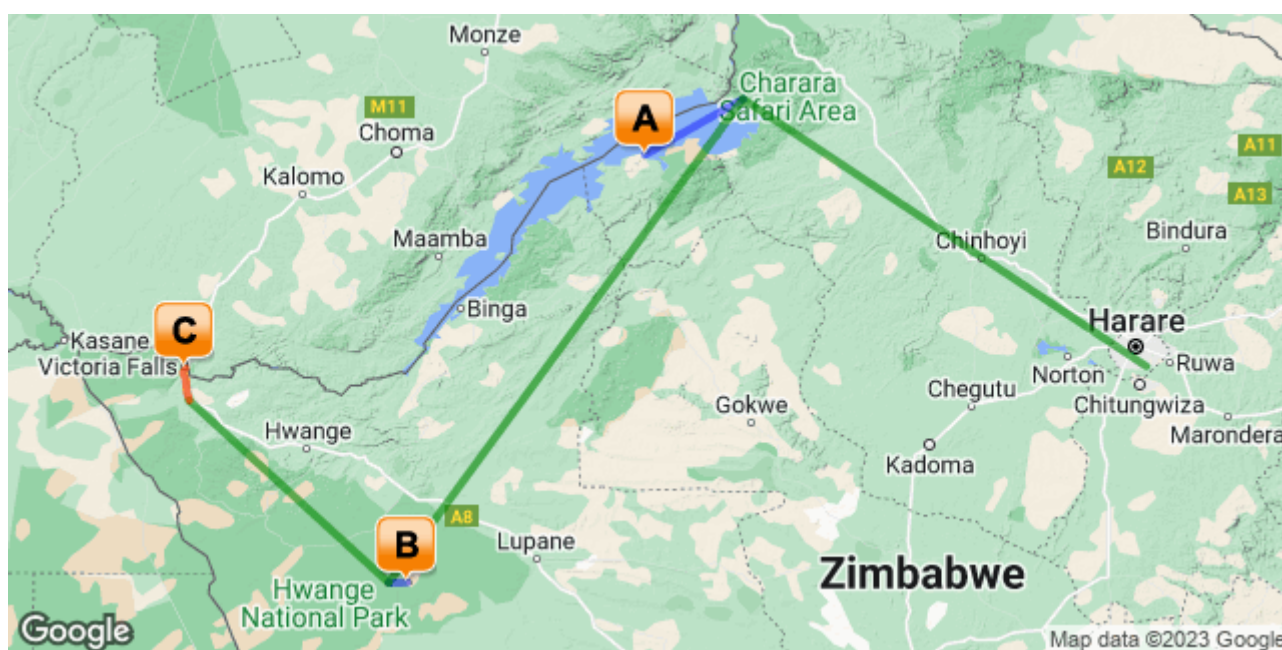 Monze
Charara
Safari Area
A
M11
Choma
A11
A12
A13
Kalomo
Maamba
Chinhoyi
Bindura
Binga
C
Harare
Kasane
Victoria Falls
Norton
Ruwa
Chegutu
Chitungwiza
Gokwe
Marondera
Hwange
Kadoma
A8
B
Lupane
Zimbabwe
Hwange
National Park
Google
Map data ©2023 Google